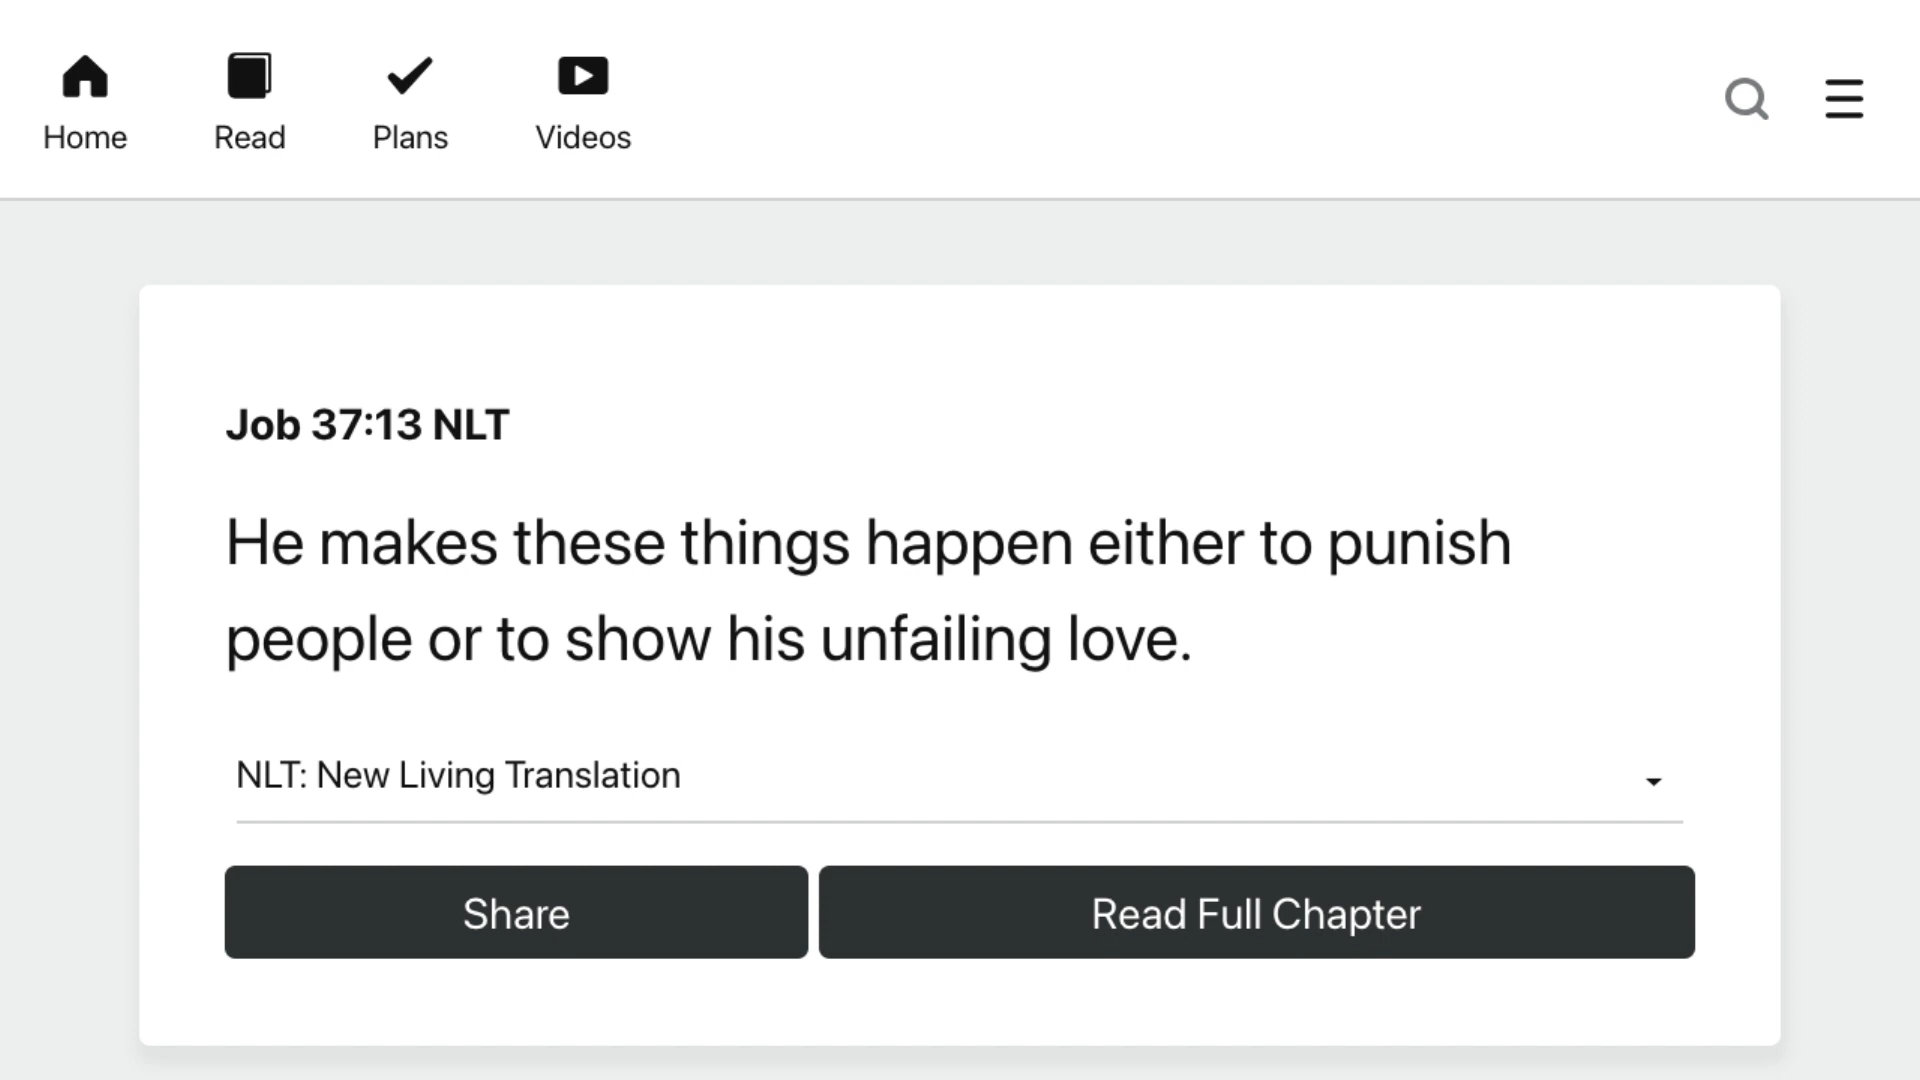 Home Read Plans Videos
Job 37:13 NLT
He makes these things happen either to punish
people or to show his unfailing love.
NLT: New Living Translation
Share Read Full Chapter